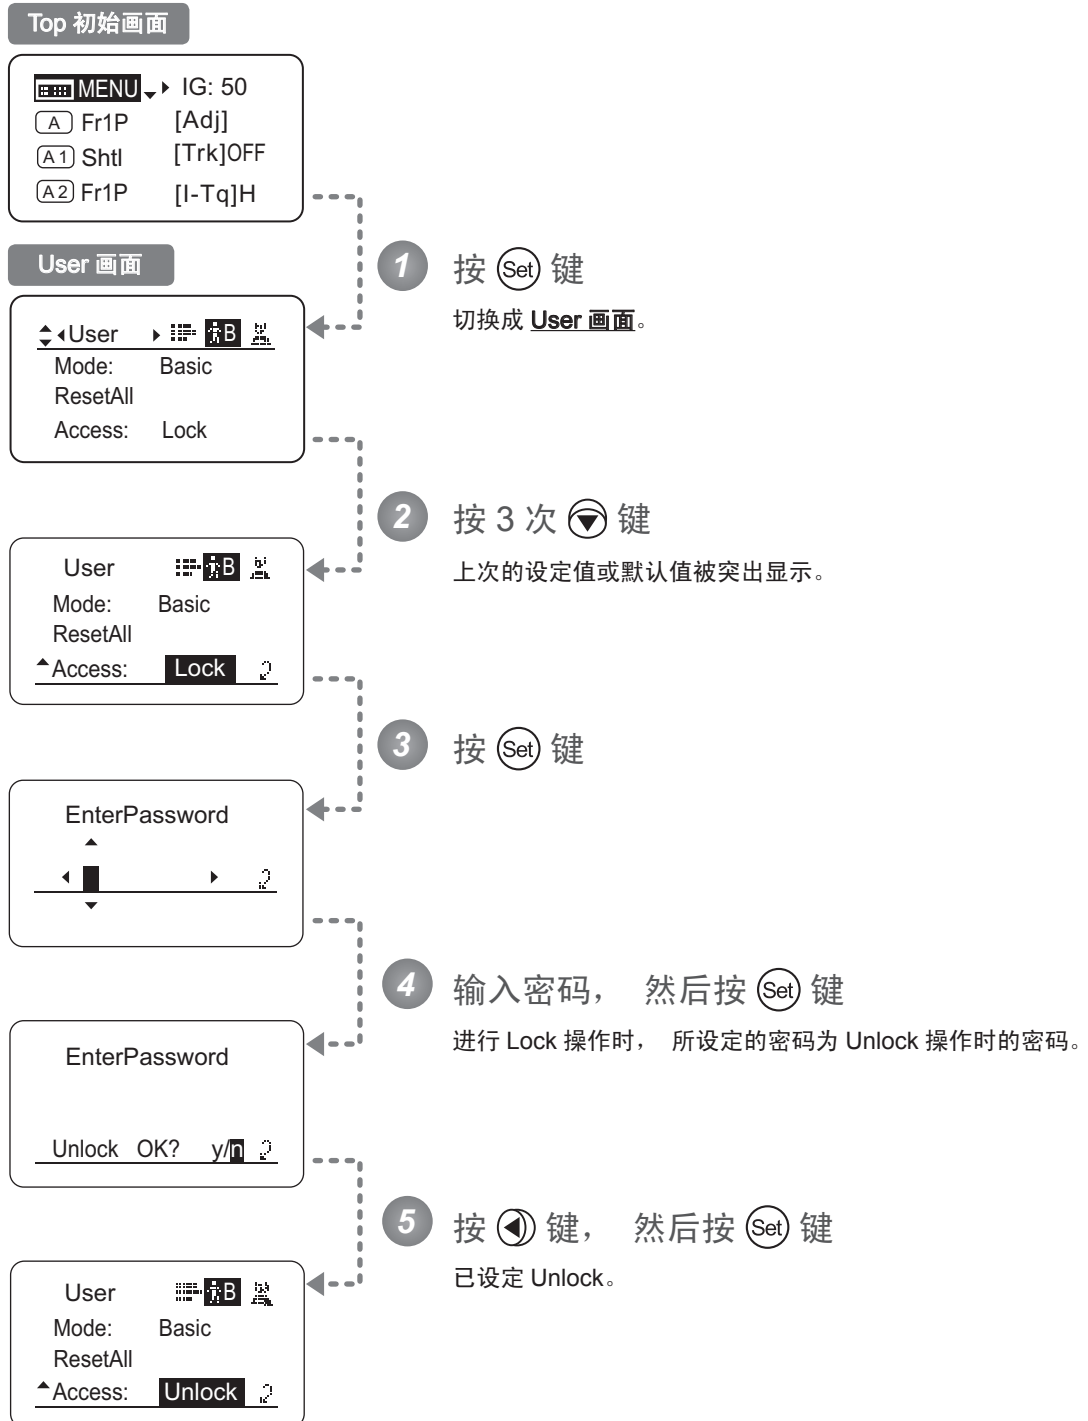 Top 初始画面
MENU IG: 50
A Fr1P [Adj]
A1 Shtl [Trk]OFF
A2 Fr1P [I-Tq]H
1 按 Set 键
切换成 User 画面。
User 画面
User B
Mode: Basic
ResetAll
Access: Lock
2 按 3 次 键
上次的设定值或默认值被突出显示。
User B
Mode: Basic
ResetAll
Access: Lock
3 按 Set 键
EnterPassword
4 输入密码， 然后按 Set 键
进行 Lock 操作时， 所设定的密码为 Unlock 操作时的密码。
EnterPassword
Unlock OK? y/n
5 按 键， 然后按 Set 键
已设定 Unlock。
User B
Mode: Basic
ResetAll
Access: Unlock